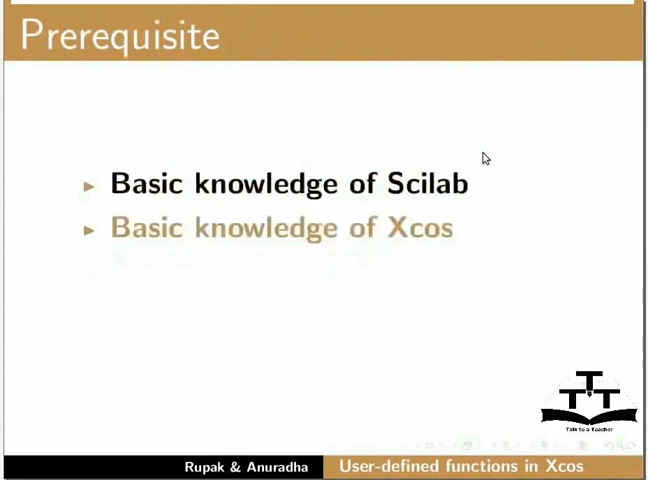 Prerequisite
Basic knowledge of Scilab
Basic knowledge of Xcos
T
T T
Talk to a Teacher
Rupak & Anuradha
User-defined functions in Xcos